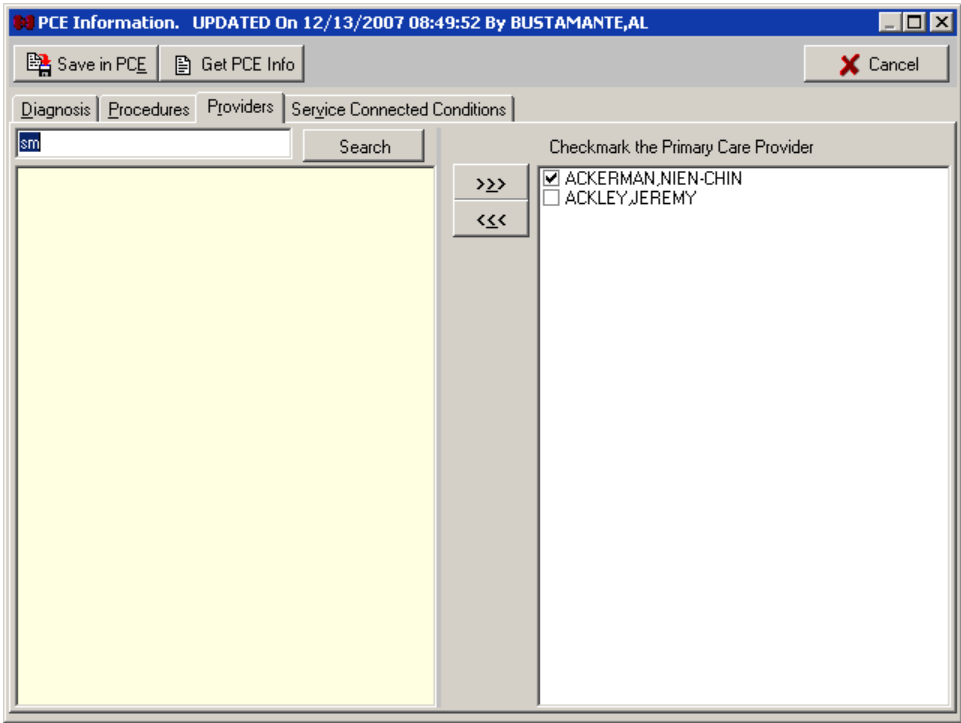 PCE Information. UPDATED On 12/13/2007 08:49:52 By BUSTAMANTE,AL
Save in PCE Get PCE Info Cancel
Diagnosis Procedures Providers Service Connected Conditions
sm Search Checkmark the Primary Care Provider
>>> ACKERMAN,NIEN-CHIN
ACKLEY,JEREMY
<<<